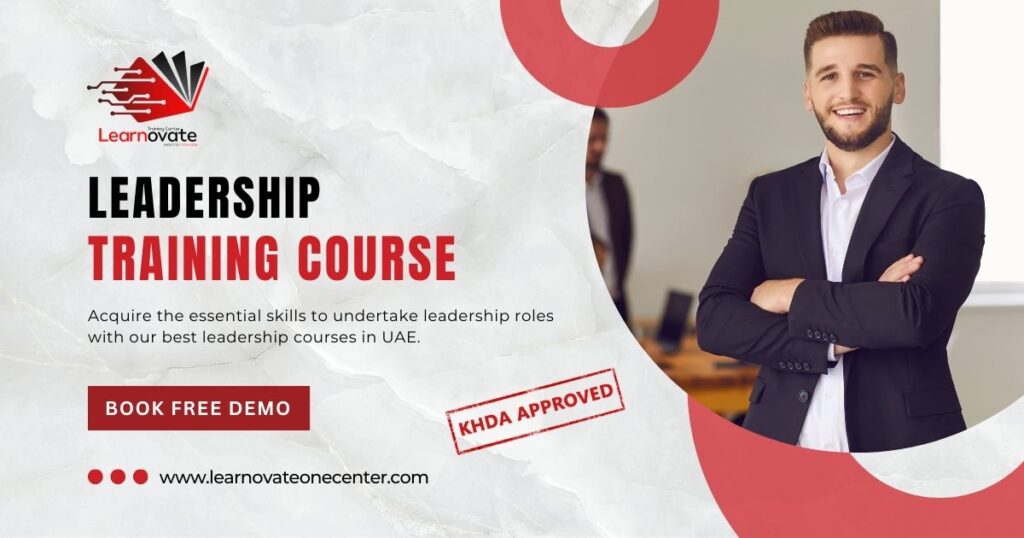 Training Center
Learnovate
LEADERSHIP
TRAINING COURSE
Acquire the essential skills to undertake leadership roles
with our best leadership courses in UAE.
BOOK FREE DEMO
KHDA APPROVED
www.learnovateonecenter.com